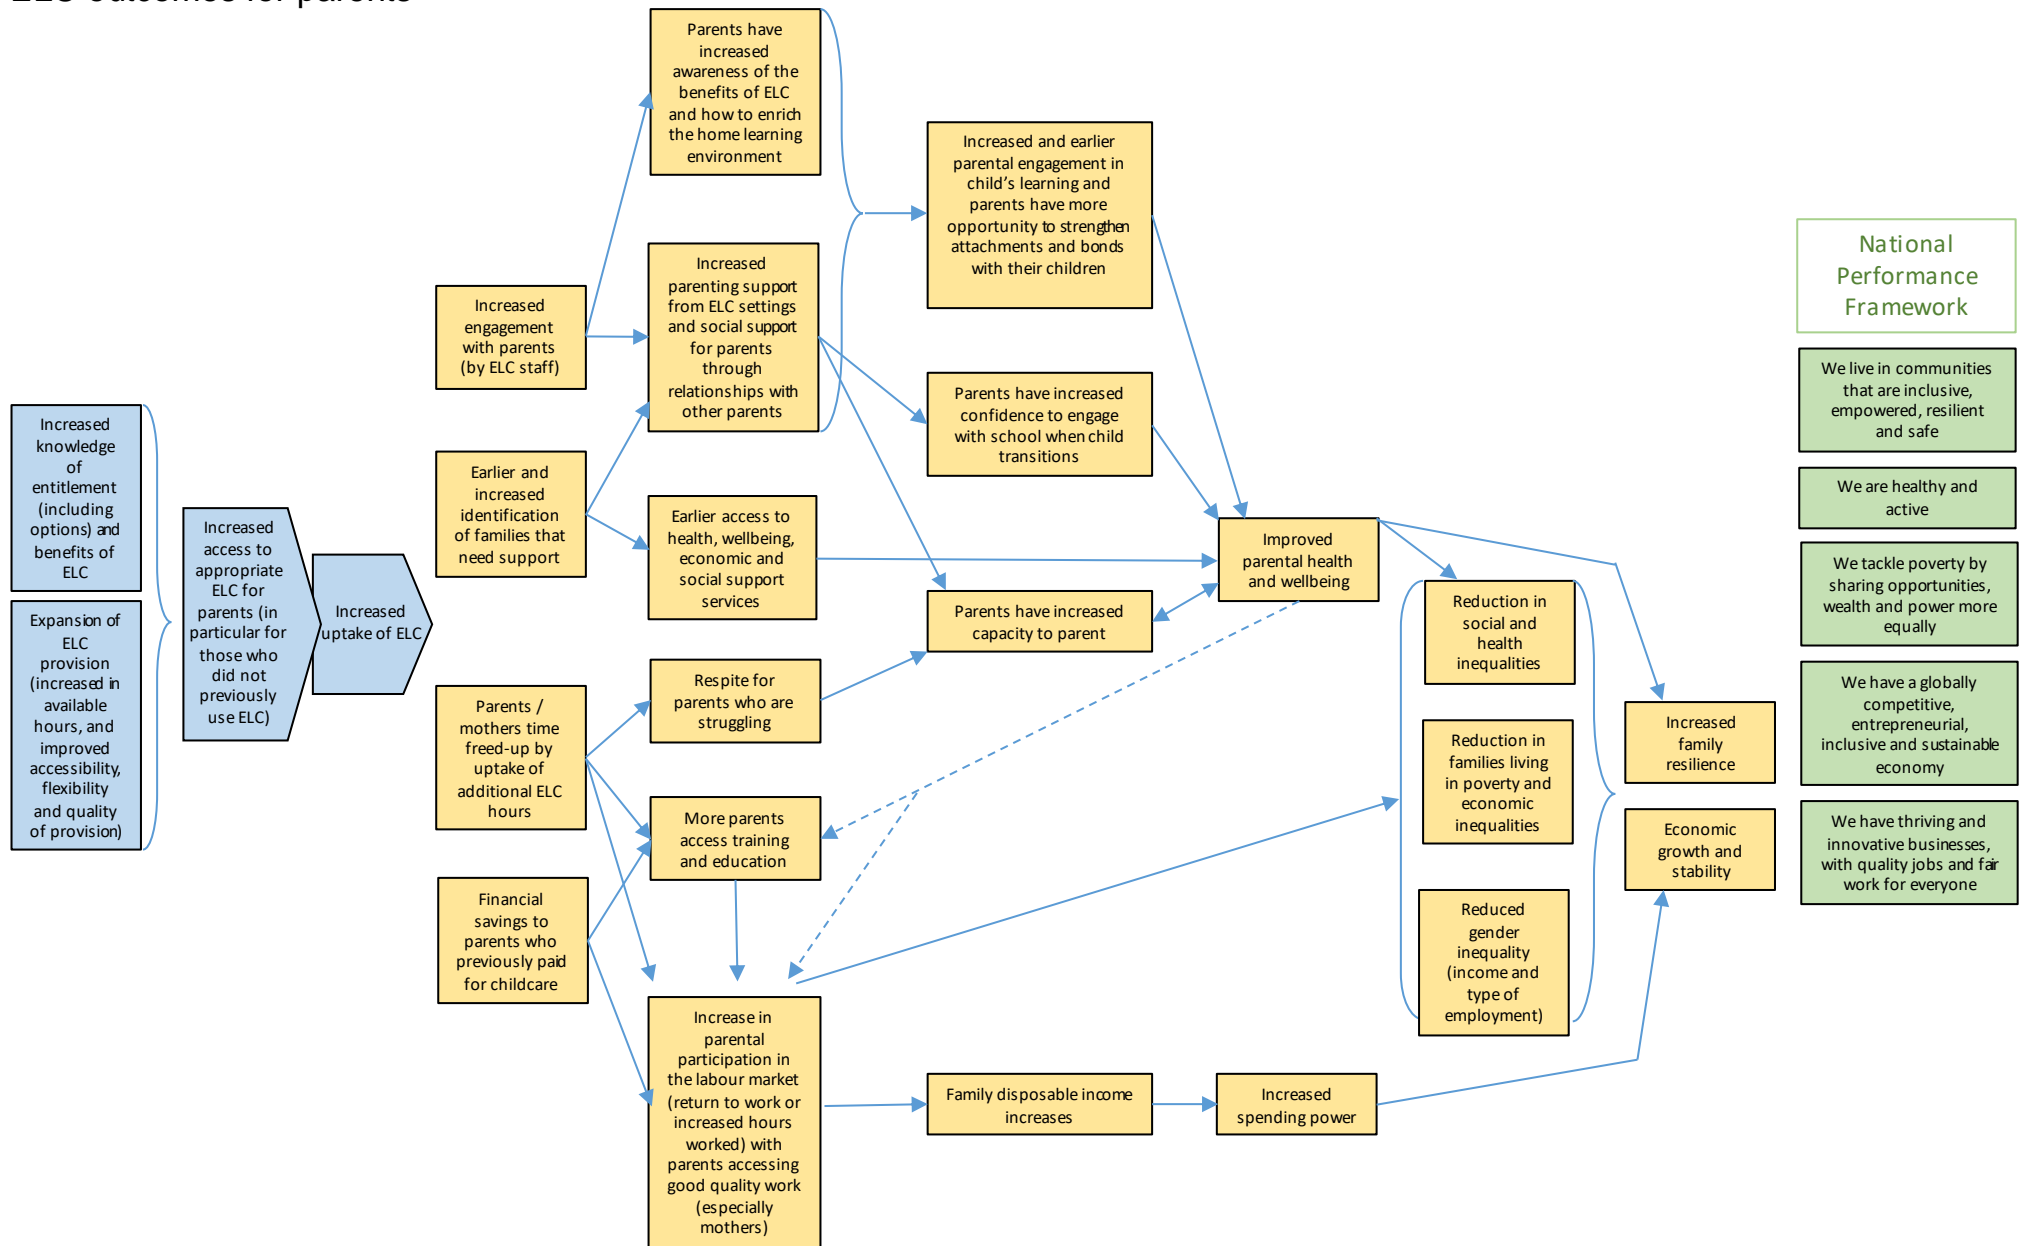 ELC outcomes for parents
Increased
knowledge
of
entitlement
(including
options) and
benefits of
ELC
Expansion of
ELC
provision
(increased in
available
hours, and
improved
accessibility,
flexibility
and quality
of provision)
Increased
access to
appropriate
ELC for
parents (in
particular for
those who
did not
previously
use ELC)
Increased
uptake of ELC
Increased
engagement
with parents
(by ELC staff)
Earlier and
increased
identification
of families that
need support
Parents /
mothers time
freed-up by
uptake of
additional ELC
hours
Financial
savings to
parents who
previously paid
for childcare
Parents have
increased
awareness of the
benefits of ELC
and how to enrich
the home learning
environment
Increased
parenting support
from ELC settings
and social support
for parents
through
relationships with
other parents
Earlier access to
health, wellbeing,
economic and
social support
services
Respite for
parents who are
struggling
More parents
access training
and education
Increase in
parental
participation in
the labour market
(return to work or
increased hours
worked) with
parents accessing
good quality work
(especially
mothers)
Increased and earlier
parental engagement in
child’s learning and
parents have more
opportunity to strengthen
attachments and bonds
with their children
Parents have increased
confidence to engage
with school when child
transitions
Parents have increased
capacity to parent
Family disposable income
increases
Improved
parental health
and wellbeing
Increased
spending power
Reduction in
social and
health
inequalities
Reduction in
families living
in poverty and
economic
inequalities
Reduced
gender
inequality
(income and
type of
employment)
Increased
family
resilience
Economic
growth and
stability
National
Performance
Framework
We live in communities
that are inclusive,
empowered, resilient
and safe
We are healthy and
active
We tackle poverty by
sharing opportunities,
wealth and power more
equally
We have a globally
competitive,
entrepreneurial,
inclusive and sustainable
economy
We have thriving and
innovative businesses,
with quality jobs and fair
work for everyone